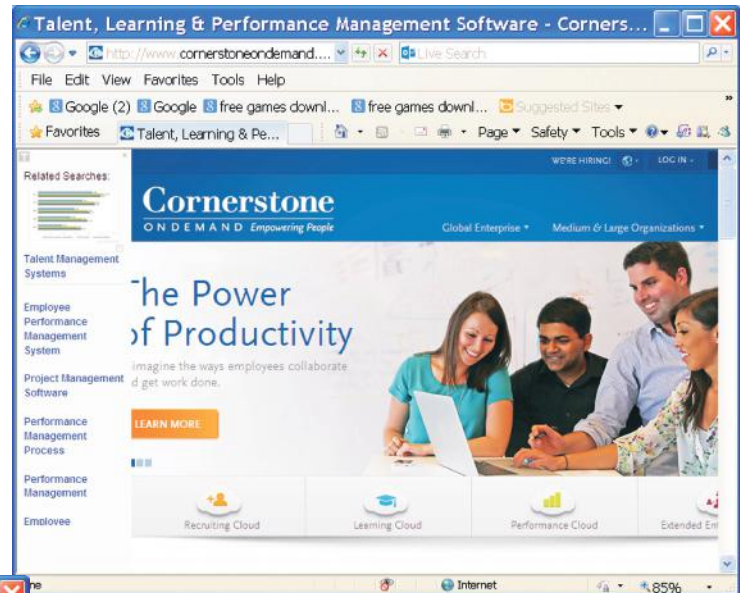 Talent, Learning & Performance Management Software - Corners...
http://www.cornerstoneondemand....
Live Search
File Edit View Favorites Tools Help
Google (2) Google free games downl... free games downl... Suggested Sites
Favorites Talent, Learning & Pe... Page Safety Tools
Related Searches:
WE'RE HIRING! LOG IN
Cornerstone
ONDEMAND Empowering People
Global Enterprise Medium & Large Organizations
Talent Management
Systems
Employee
Performance
Management
System
Project Management
Software
Performance
Management
Process
Performance
Management
Employee
The Power
of Productivity
imagine the ways employees collaborate
d get work done.
LEARN MORE
Recruiting Cloud Learning Cloud Performance Cloud Extended Ent
ne Internet 85%